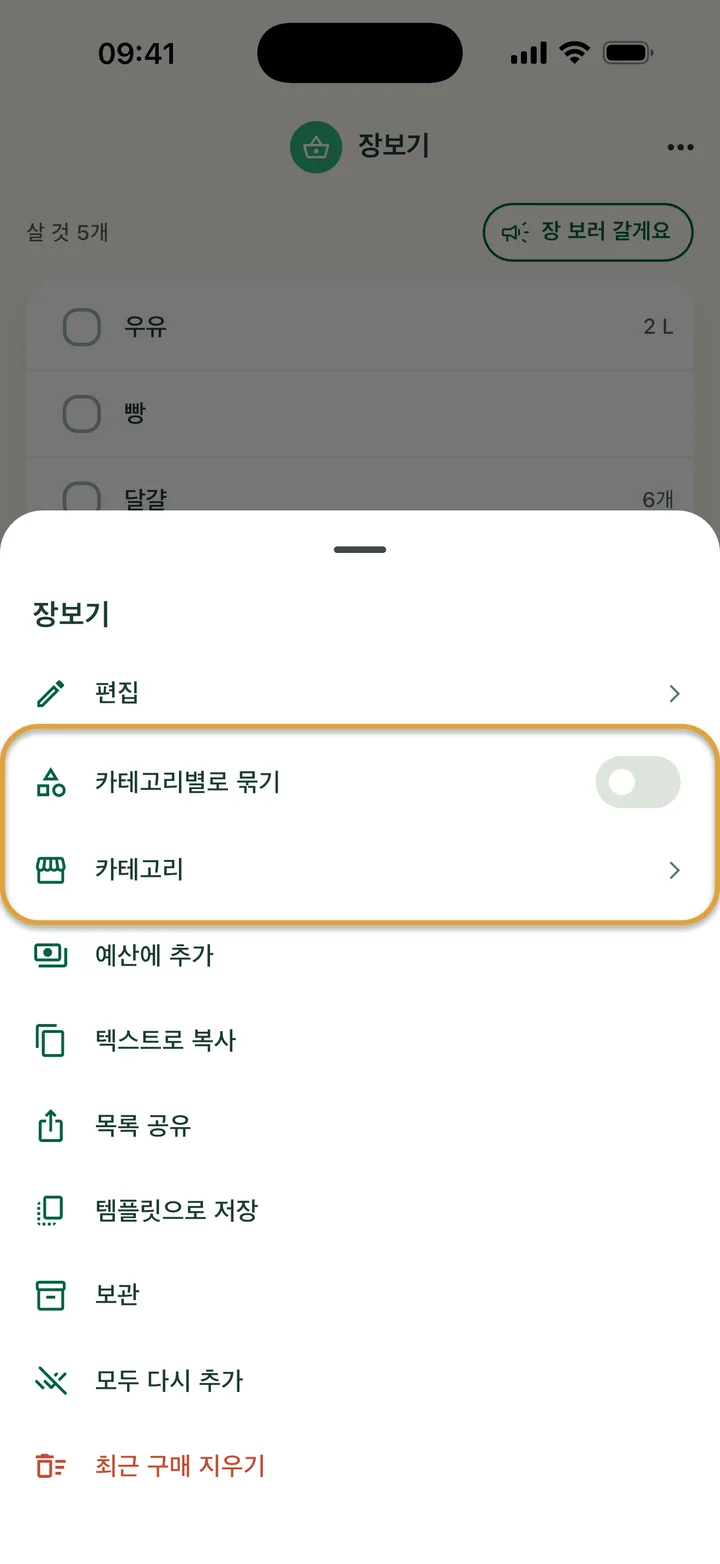 09:41
장보기
살 것 5개
장 보러 갈게요
우유
2 L
빵
달걀
6개
장보기
편집
카테고리별로 묶기
카테고리
예산에 추가
텍스트로 복사
목록 공유
템플릿으로 저장
보관
모두 다시 추가
최근 구매 지우기